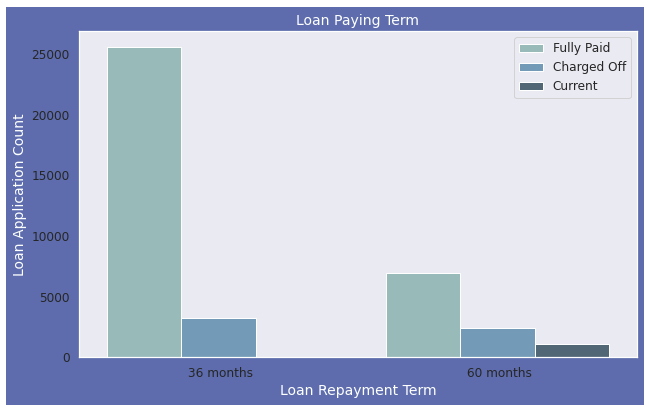 Loan Paying Term
Fully Paid
Charged Off
Current
Loan Application Count
25000
20000
15000
10000
5000
0
36 months
60 months
Loan Repayment Term